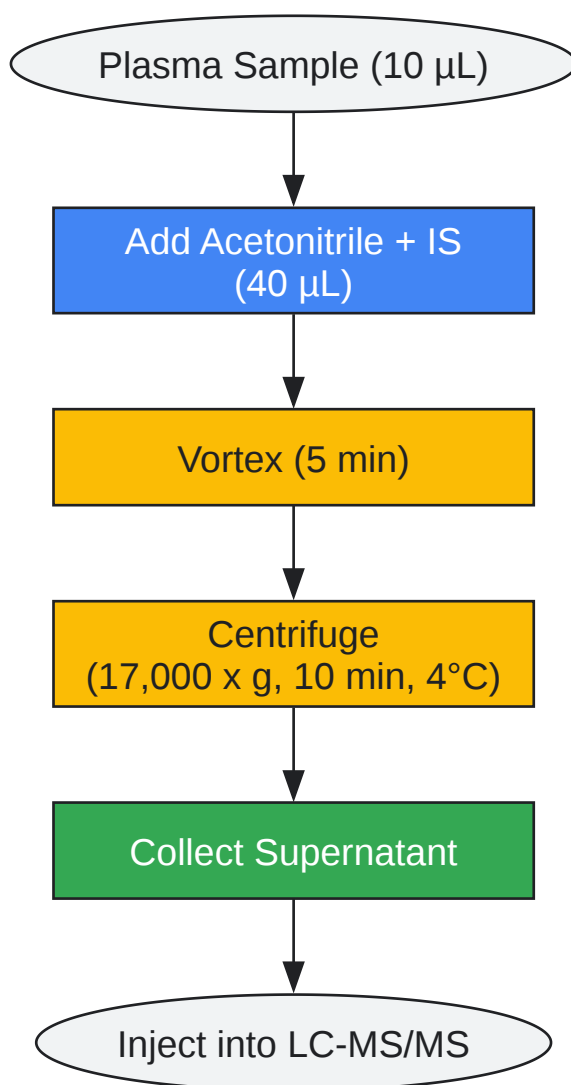 Plasma Sample (10 µL)
Add Acetonitrile + IS
(40 µL)
Vortex (5 min)
Centrifuge
(17,000 x g, 10 min, 4°C)
Collect Supernatant
Inject into LC-MS/MS